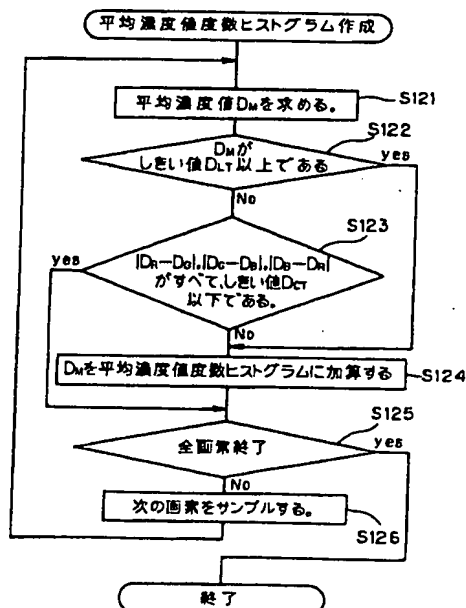 平均濃度値度数ヒストグラム作成
平均濃度値DMを求める。
S121
S122
DMが
しきい値DLT以上である
yes
No
S123
yes
|DR−DG|,|DG−DB|,|DB−DR|
がすべて、しきい値DCT
以下である。
No
DMを平均濃度値度数ヒストグラムに加算する
S124
S125
全画素終了
yes
No
次の画素をサンプルする。
S126
終了